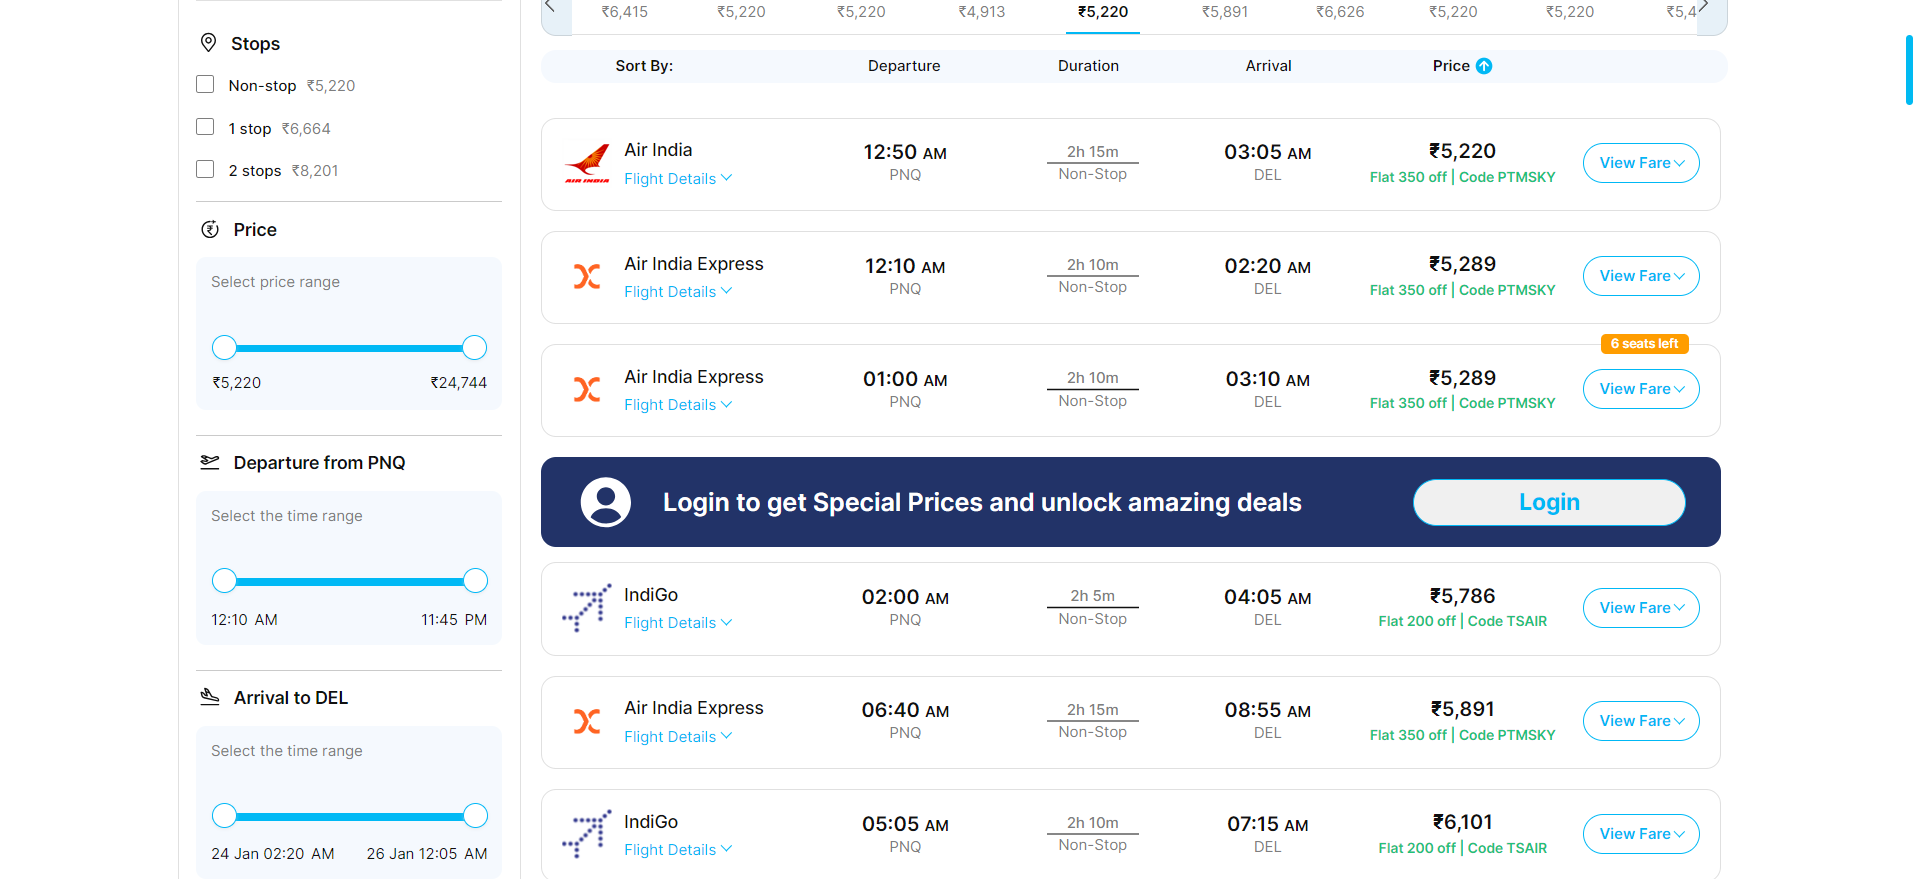 ₹6,415 ₹5,220 ₹5,220 ₹4,913 ₹5,220 ₹5,891 ₹6,626 ₹5,220 ₹5,220 ₹5,4
Stops
Non-stop ₹5,220
1 stop ₹6,664
2 stops ₹8,201
Price
Select price range
₹5,220 ₹24,744
Departure from PNQ
Select the time range
12:10 AM 11:45 PM
Arrival to DEL
Select the time range
24 Jan 02:20 AM 26 Jan 12:05 AM
Sort By: Departure Duration Arrival Price
AIR INDIA
Air India 12:50 AM 2h 15m 03:05 AM ₹5,220 View Fare
Flight Details PNQ Non-Stop DEL Flat 350 off | Code PTMSKY
Air India Express 12:10 AM 2h 10m 02:20 AM ₹5,289 View Fare
Flight Details PNQ Non-Stop DEL Flat 350 off | Code PTMSKY
6 seats left
Air India Express 01:00 AM 2h 10m 03:10 AM ₹5,289 View Fare
Flight Details PNQ Non-Stop DEL Flat 350 off | Code PTMSKY
Login to get Special Prices and unlock amazing deals Login
IndiGo 02:00 AM 2h 5m 04:05 AM ₹5,786 View Fare
Flight Details PNQ Non-Stop DEL Flat 200 off | Code TSAIR
Air India Express 06:40 AM 2h 15m 08:55 AM ₹5,891 View Fare
Flight Details PNQ Non-Stop DEL Flat 350 off | Code PTMSKY
IndiGo 05:05 AM 2h 10m 07:15 AM ₹6,101 View Fare
Flight Details PNQ Non-Stop DEL Flat 200 off | Code TSAIR